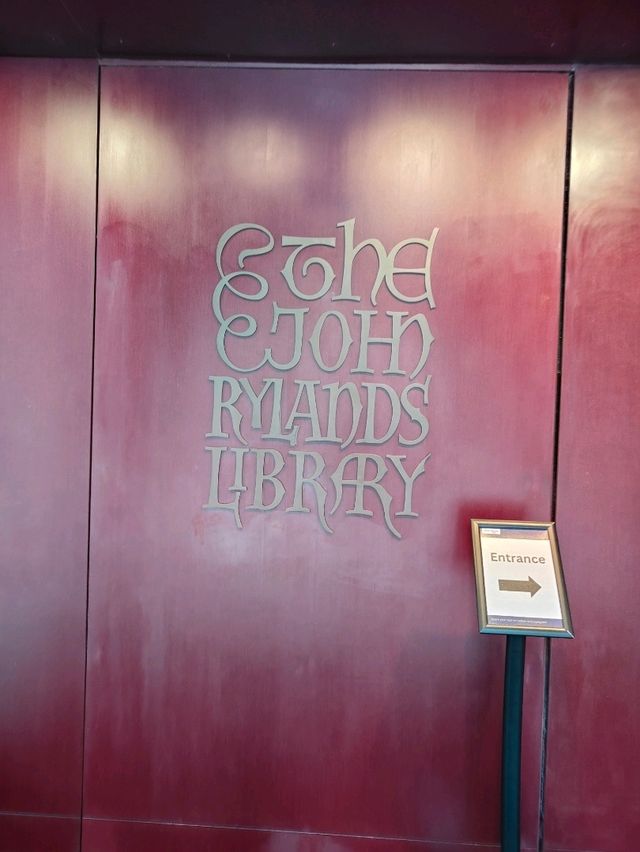 The
John
Rylands
Library
Entrance